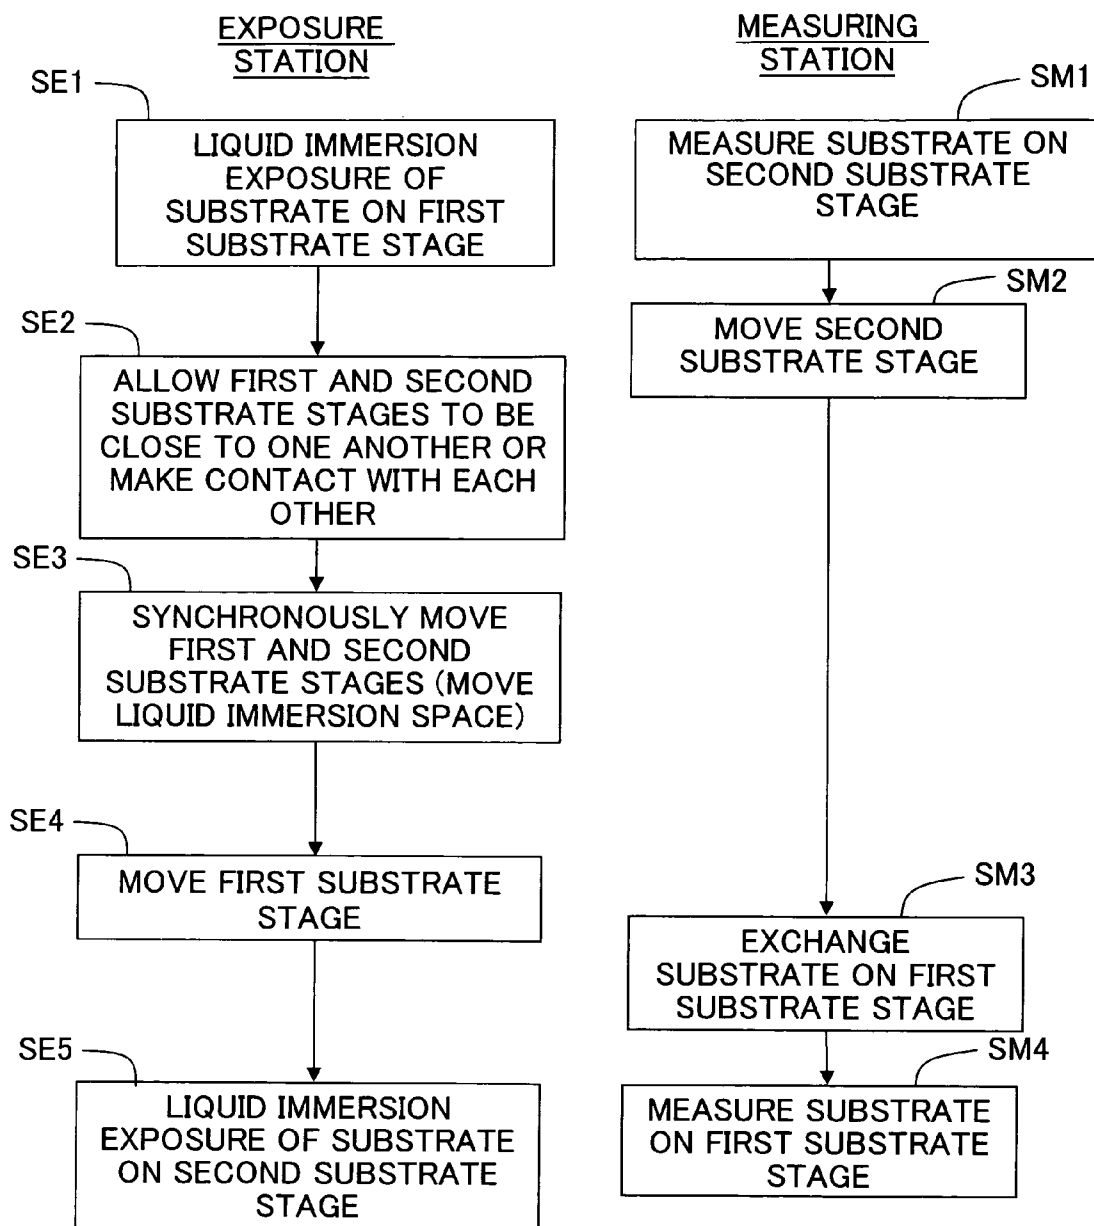 EXPOSURE
STATION
SE1
LIQUID IMMERSION
EXPOSURE OF
SUBSTRATE ON FIRST
SUBSTRATE STAGE
SE2
ALLOW FIRST AND SECOND
SUBSTRATE STAGES TO BE
CLOSE TO ONE ANOTHER OR
MAKE CONTACT WITH EACH
OTHER
SE3
SYNCHRONOUSLY MOVE
FIRST AND SECOND
SUBSTRATE STAGES (MOVE
LIQUID IMMERSION SPACE)
SE4
MOVE FIRST SUBSTRATE
STAGE
SE5
LIQUID IMMERSION
EXPOSURE OF SUBSTRATE
ON SECOND SUBSTRATE
STAGE
MEASURING
STATION
SM1
MEASURE SUBSTRATE ON
SECOND SUBSTRATE
STAGE
SM2
MOVE SECOND
SUBSTRATE STAGE
SM3
EXCHANGE
SUBSTRATE ON FIRST
SUBSTRATE STAGE
SM4
MEASURE SUBSTRATE
ON FIRST SUBSTRATE
STAGE